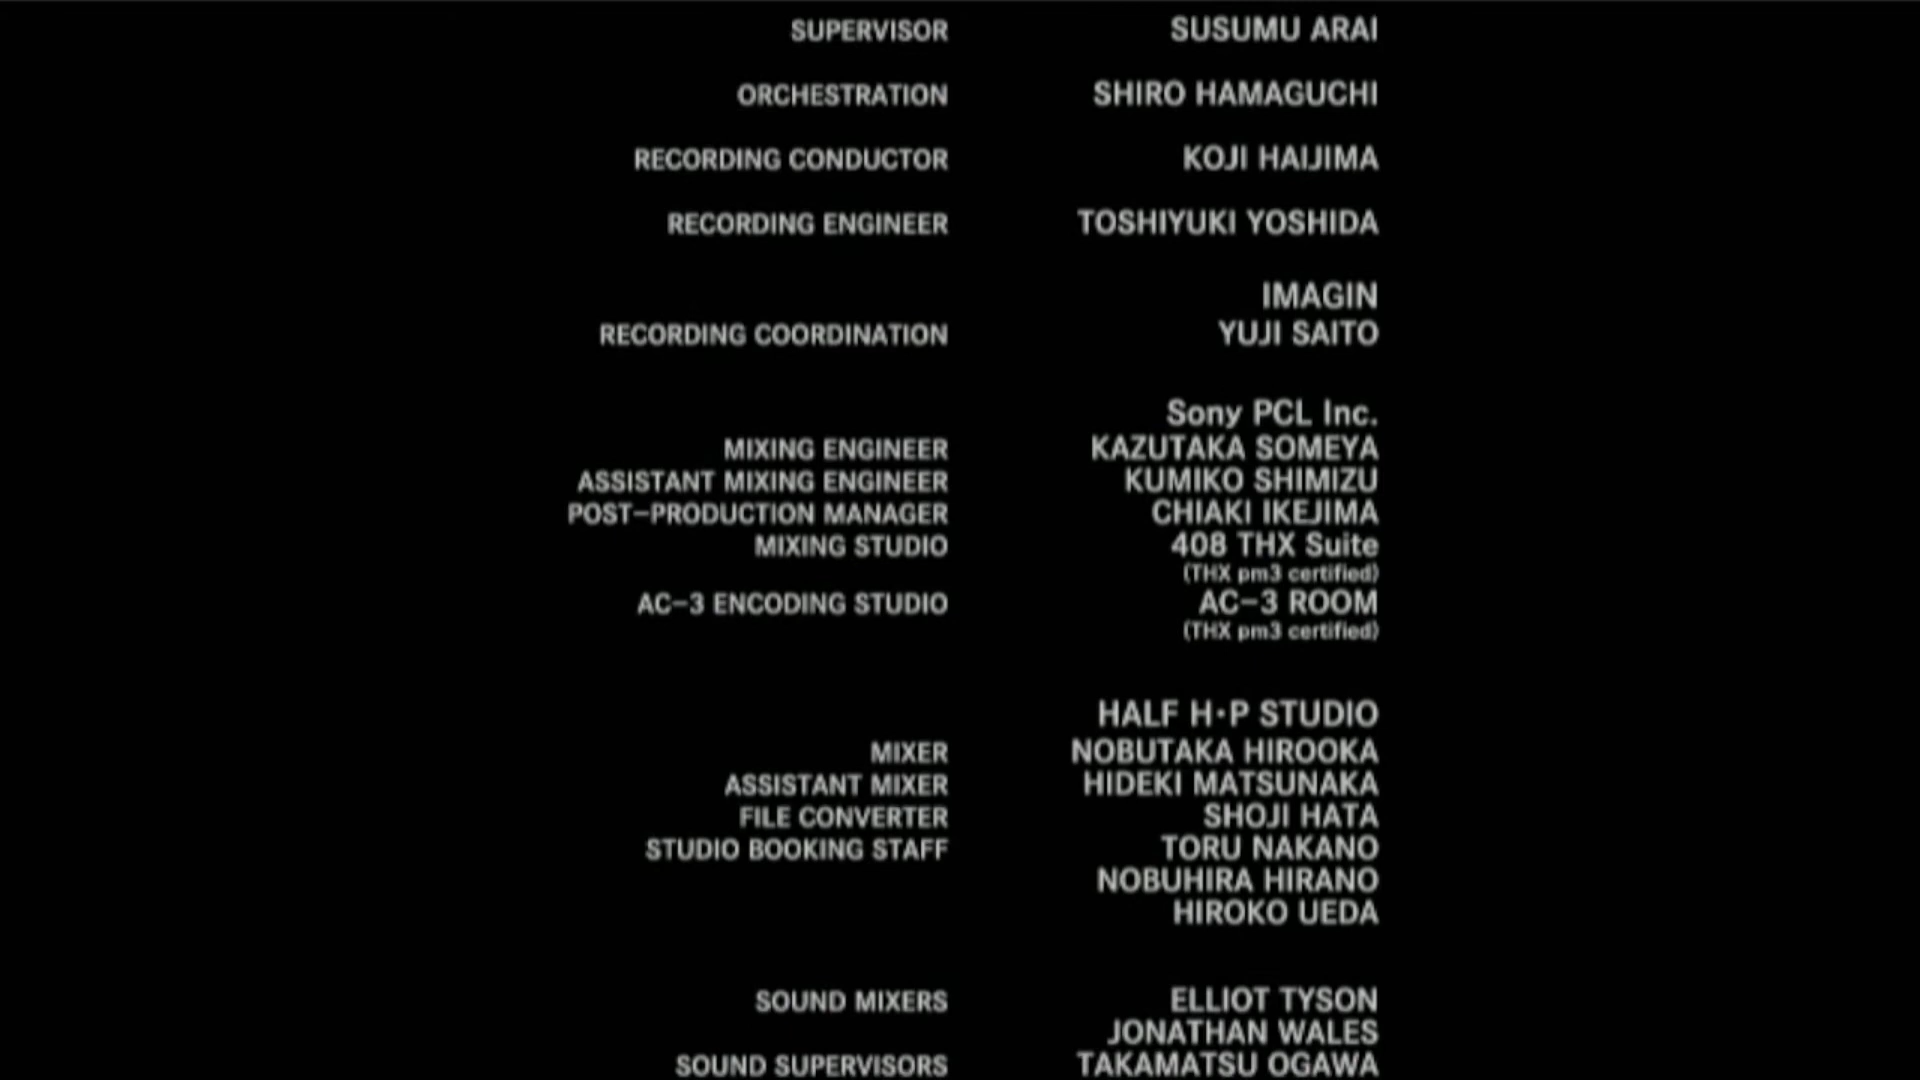 SUPERVISOR SUSUMU ARAI
ORCHESTRATION SHIRO HAMAGUCHI
RECORDING CONDUCTOR KOJI HAIJIMA
RECORDING ENGINEER TOSHIYUKI YOSHIDA
IMAGIN
RECORDING COORDINATION YUJI SAITO
Sony PCL Inc.
MIXING ENGINEER KAZUTAKA SOMEYA
ASSISTANT MIXING ENGINEER KUMIKO SHIMIZU
POST-PRODUCTION MANAGER CHIAKI IKEJIMA
MIXING STUDIO 408 THX Suite
(THX pm3 certified)
AC-3 ENCODING STUDIO AC-3 ROOM
(THX pm3 certified)
HALF H・P STUDIO
MIXER NOBUTAKA HIROOKA
ASSISTANT MIXER HIDEKI MATSUNAKA
FILE CONVERTER SHOJI HATA
STUDIO BOOKING STAFF TORU NAKANO
NOBUHIRA HIRANO
HIROKO UEDA
SOUND MIXERS ELLIOT TYSON
JONATHAN WALES
SOUND SUPERVISORS TAKAMATSU OGAWA